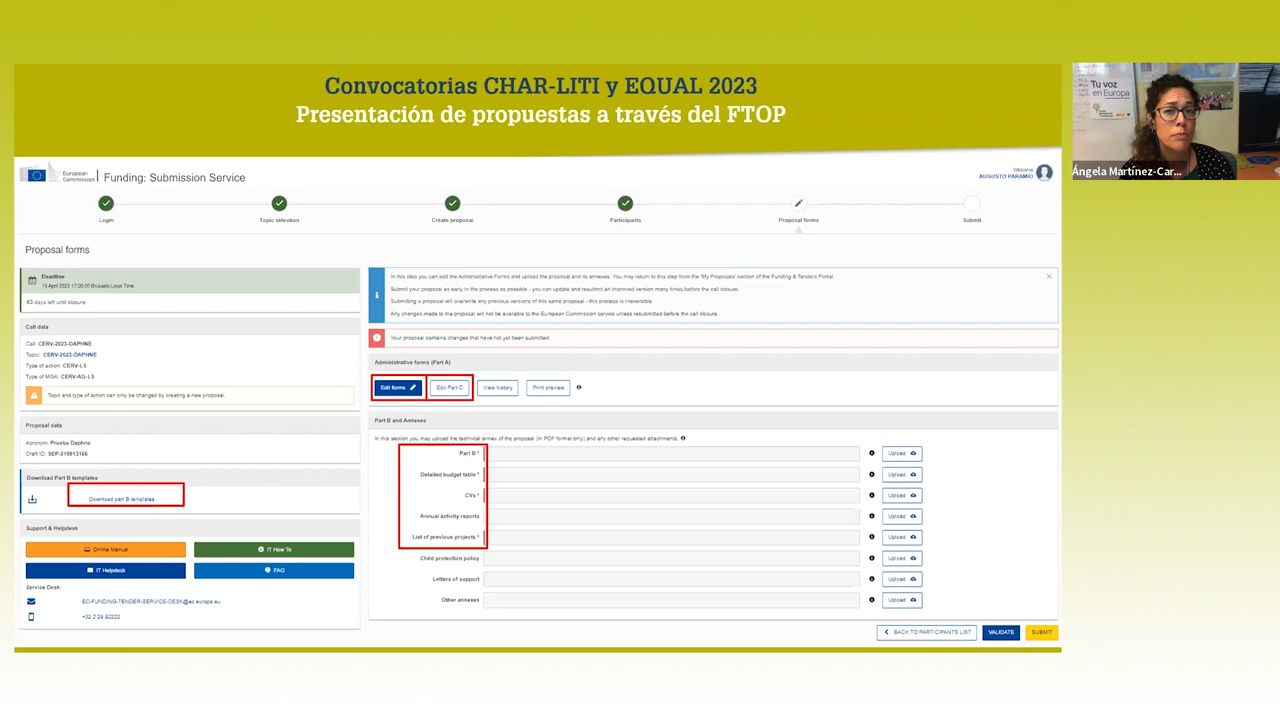 Convocatorias CHAR-LITI y EQUAL 2023
Presentación de propuestas a través del FTOP
European
Commission
Funding: Submission Service
Welcome
AUGUSTO PARAMIO
Login
Topic selection
Create proposal
Participants
Proposal forms
Submit
Proposal forms
Deadline
19 April 2023 17:00:00 Brussels Local Time
63 days left until closure
Call data
Call: CERV-2023-DAPHNE
Topic: CERV-2023-DAPHNE
Type of action: CERV-LS
Type of MGA: CERV-AG-LS
Topic and type of action can only be changed by creating a new proposal.
Proposal data
Acronym: Prueba Daphne
Draft ID: SEP-210913166
Download Part B templates
Download part B templates
Support & Helpdesk
Online Manual
IT How To
IT Helpdesk
FAQ
Service Desk:
EC-FUNDING-TENDER-SERVICE-DESK@ec.europa.eu
+32 2 29 92222
In this step you can edit the Administrative Forms and upload the proposal and its annexes. You may return to this step from the 'My Proposals' section of the Funding & Tenders Portal.
Submit your proposal as early in the process as possible - you can update and resubmit an improved version many times before the call closure.
Submitting a proposal will overwrite any previous versions of this same proposal - this process is irreversible.
Any changes made to the proposal will not be available to the European Commission service unless resubmitted before the call closure.
Your proposal contains changes that have not yet been submitted.
Administrative forms (Part A)
Edit forms
Edit Part C
View history
Print preview
Part B and Annexes
In this section you may upload the technical annex of the proposal (in PDF format only) and any other requested attachments.
Part B * Upload
Detailed budget table * Upload
CVs * Upload
Annual activity reports Upload
List of previous projects * Upload
Child protection policy Upload
Letters of support Upload
Other annexes Upload
BACK TO PARTICIPANTS LIST
VALIDATE
SUBMIT
Tu voz
en Europa
Ángela Martínez-Car...